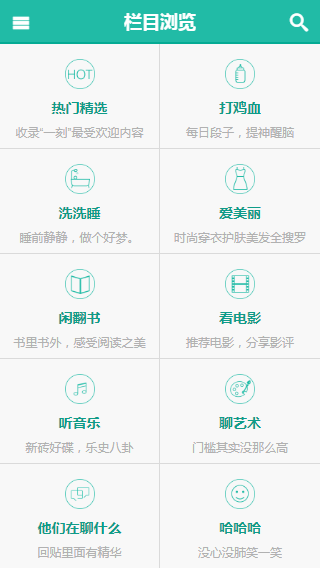 栏目浏览
HOT
热门精选
收录“一刻”最受欢迎内容
打鸡血
每日段子，提神醒脑
洗洗睡
睡前静静，做个好梦。
爱美丽
时尚穿衣护肤美发全搜罗
闲翻书
书里书外，感受阅读之美
看电影
推荐电影，分享影评
听音乐
新砖好碟，乐史八卦
聊艺术
门槛其实没那么高
他们在聊什么
回贴里面有精华
哈哈哈
没心没肺笑一笑